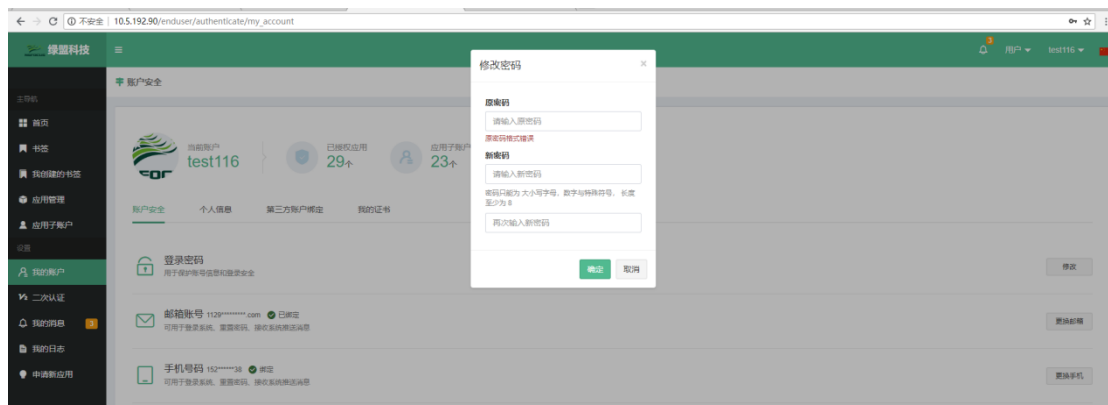 不安全 | 10.5.192.90/enduser/authenticate/my_account
绿盟科技
3
用户
test116
主导航
首页
书签
我创建的书签
应用管理
应用子账户
设置
我的账户
二次认证
我的消息 3
我的日志
申请新应用
账户安全
当前账户
test116
已授权应用
29个
应用子账户
23个
账户安全 个人信息 第三方账户绑定 我的证书
登录密码
用于保护账号信息和登录安全
修改
邮箱账号 1129*********.com 已绑定
可用于登录系统, 重置密码, 接收系统推送消息
更换邮箱
手机号码 152******38 绑定
可用于登录系统, 重置密码, 接收系统推送消息
更换手机
修改密码 ×
原密码
请输入原密码
原密码格式错误
新密码
请输入新密码
密码只能为 大小写字母、数字与特殊符号, 长度
至少为 8
再次输入新密码
确定 取消